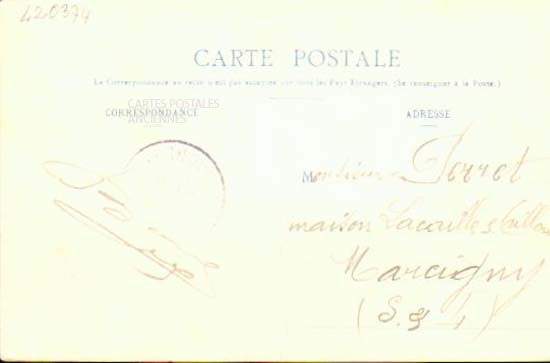 420374
CARTE POSTALE
La Correspondance au recto n'est pas acceptée par tous les Pays Étrangers. (Se renseigner à la Poste.)
CARTES POSTALES
ANCIENNES
CORRESPONDANCE
ADRESSE
Monsieur Perret
maison Lacaille &
Marcigny
(S. & L)